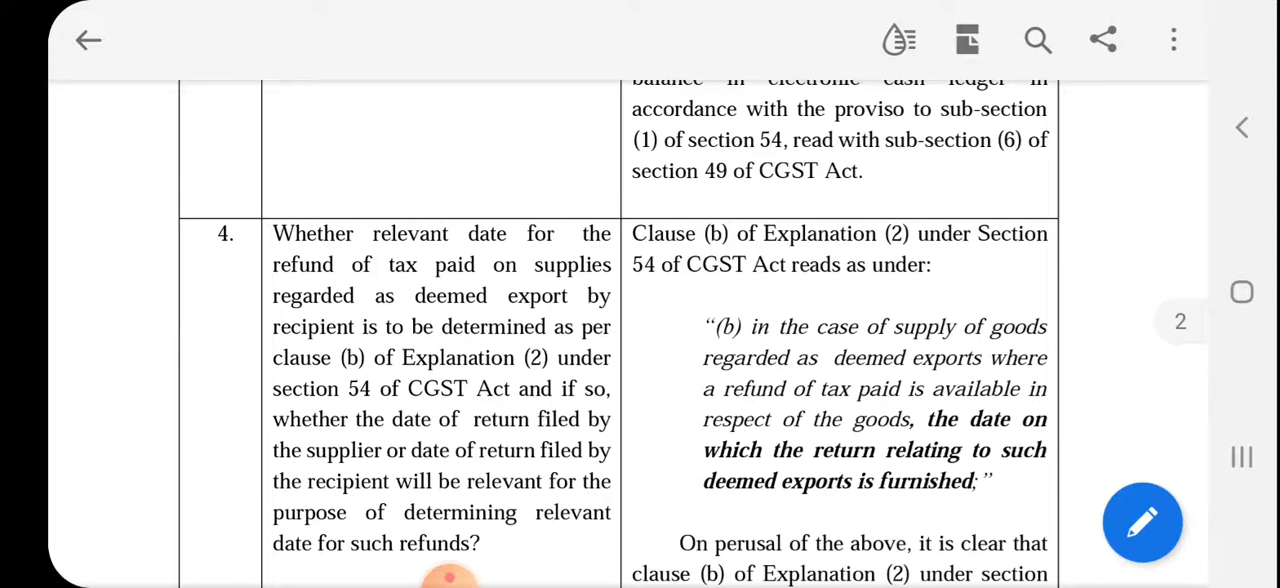 balance in electronic cash ledger in
accordance with the proviso to sub-section
(1) of section 54, read with sub-section (6) of
section 49 of CGST Act.
4.
Whether relevant date for the
refund of tax paid on supplies
regarded as deemed export by
recipient is to be determined as per
clause (b) of Explanation (2) under
section 54 of CGST Act and if so,
whether the date of return filed by
the supplier or date of return filed by
the recipient will be relevant for the
purpose of determining relevant
date for such refunds?
Clause (b) of Explanation (2) under Section
54 of CGST Act reads as under:
“(b) in the case of supply of goods
regarded as deemed exports where
a refund of tax paid is available in
respect of the goods, the date on
which the return relating to such
deemed exports is furnished;”
On perusal of the above, it is clear that
clause (b) of Explanation (2) under section
2